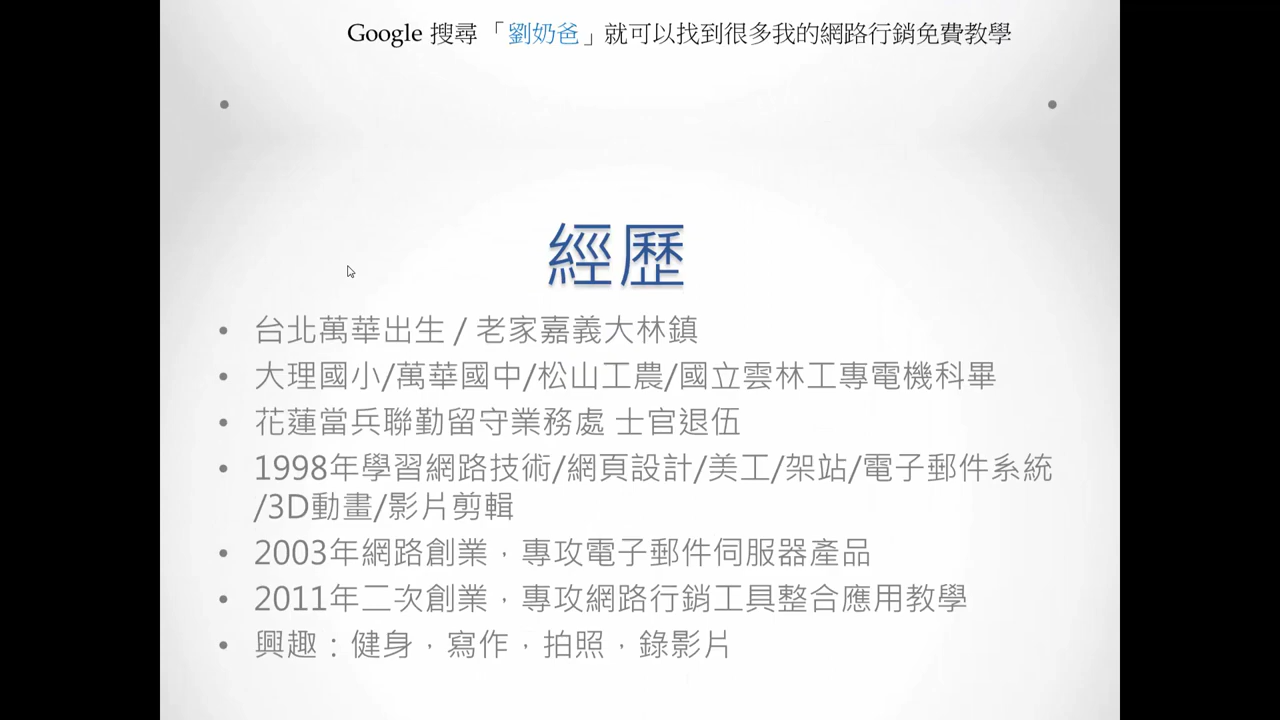 Google 搜尋 「劉奶爸」就可以找到很多我的網路行銷免費教學
經歷
• 台北萬華出生 / 老家嘉義大林鎮
• 大理國小/萬華國中/松山工農/國立雲林工專電機科畢
• 花蓮當兵聯勤留守業務處 士官退伍
• 1998年學習網路技術/網頁設計/美工/架站/電子郵件系統
/3D動畫/影片剪輯
• 2003年網路創業，專攻電子郵件伺服器產品
• 2011年二次創業，專攻網路行銷工具整合應用教學
• 興趣：健身，寫作，拍照，錄影片